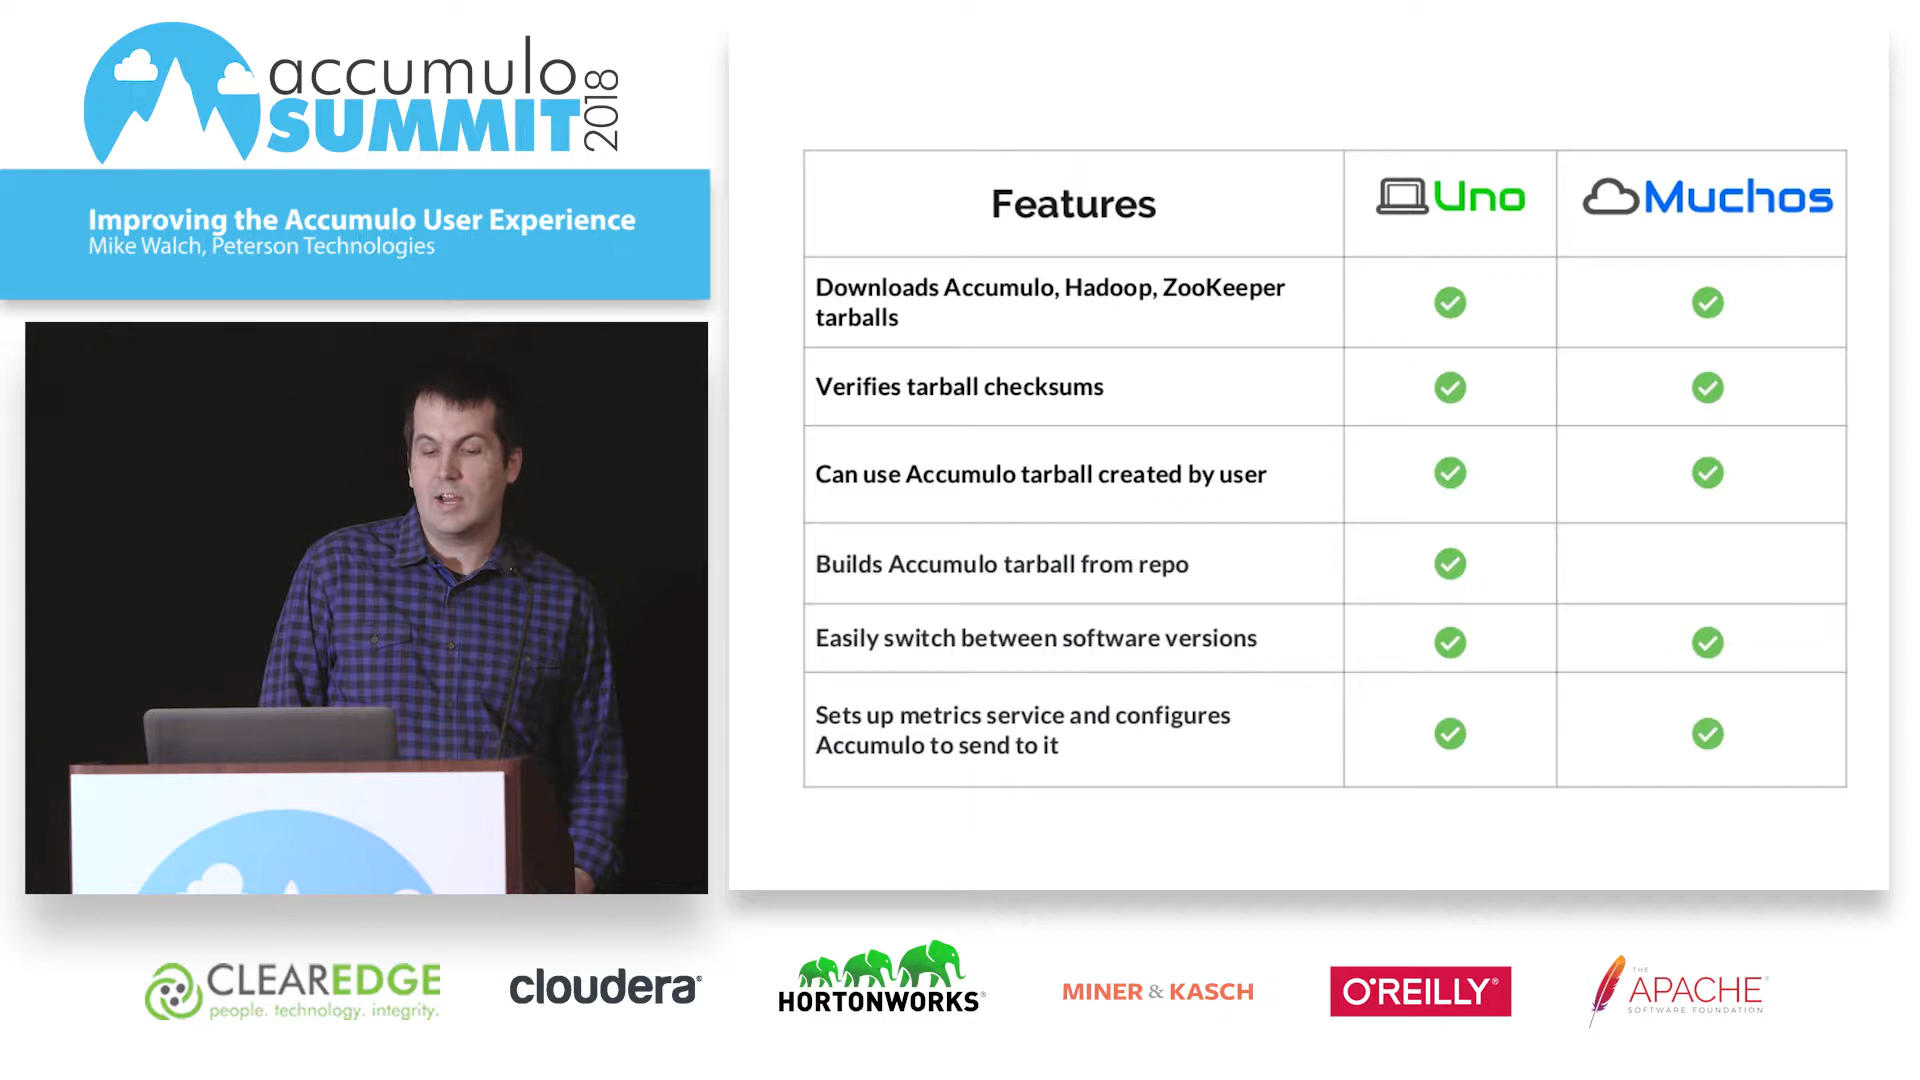 accumulo
SUMMIT
2018
Improving the Accumulo User Experience
Mike Walch, Peterson Technologies
Features
Uno
Muchos
Downloads Accumulo, Hadoop, ZooKeeper
tarballs
Verifies tarball checksums
Can use Accumulo tarball created by user
Builds Accumulo tarball from repo
Easily switch between software versions
Sets up metrics service and configures
Accumulo to send to it
CLEAREDGE
people. technology. integrity.
cloudera®
HORTONWORKS®
MINER & KASCH
O'REILLY®
THE
APACHE®
SOFTWARE FOUNDATION